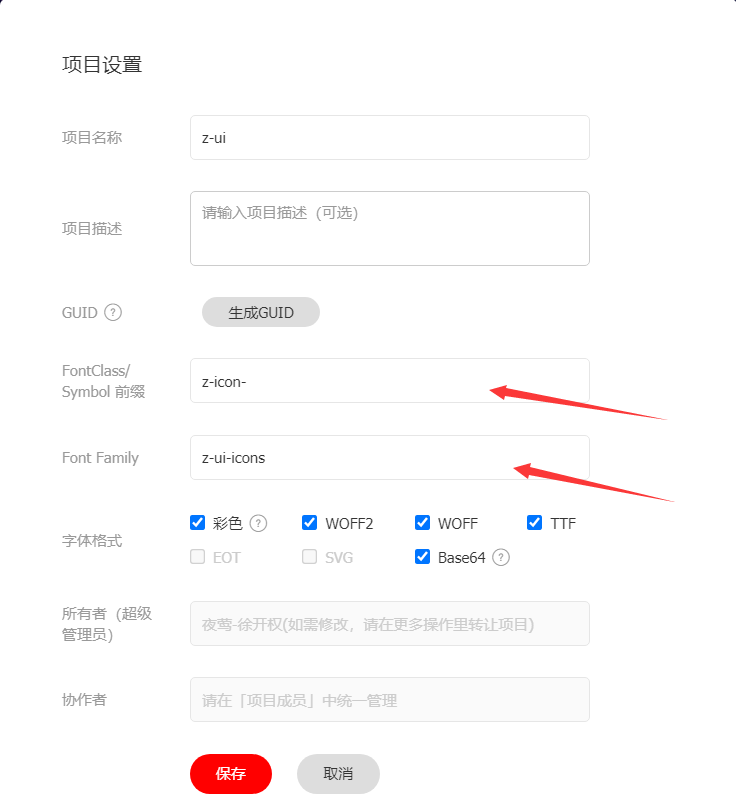 项目设置
项目名称
z-ui
项目描述
请输入项目描述（可选）
GUID ?
生成GUID
FontClass/
Symbol 前缀
z-icon-
Font Family
z-ui-icons
字体格式
彩色 ? WOFF2 WOFF TTF
EOT SVG Base64 ?
所有者（超级
管理员）
夜莺-徐开权(如需修改，请在更多操作里转让项目)
协作者
请在「项目成员」中统一管理
保存 取消